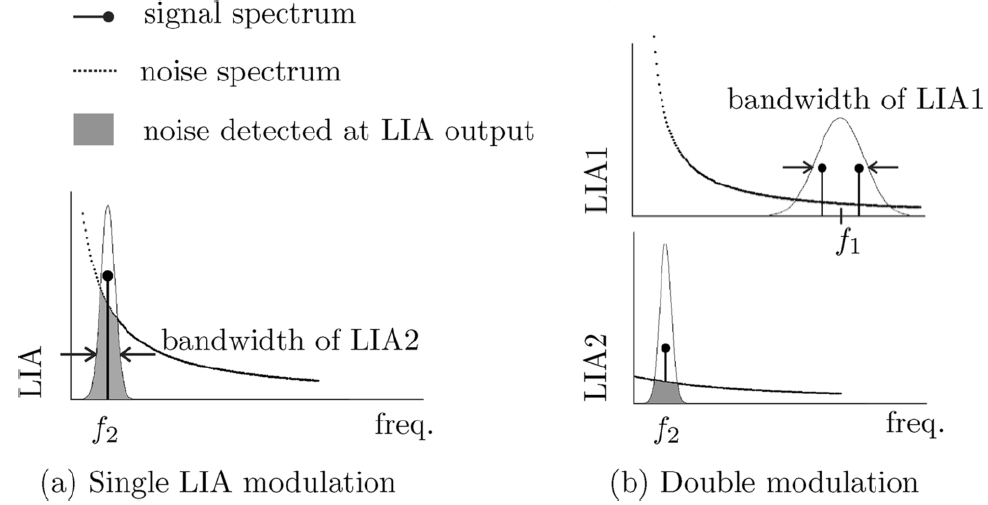 signal spectrum
noise spectrum
noise detected at LIA output
LIA
bandwidth of LIA2
f2
freq.
(a) Single LIA modulation
LIA1
bandwidth of LIA1
f1
LIA2
f2
freq.
(b) Double modulation